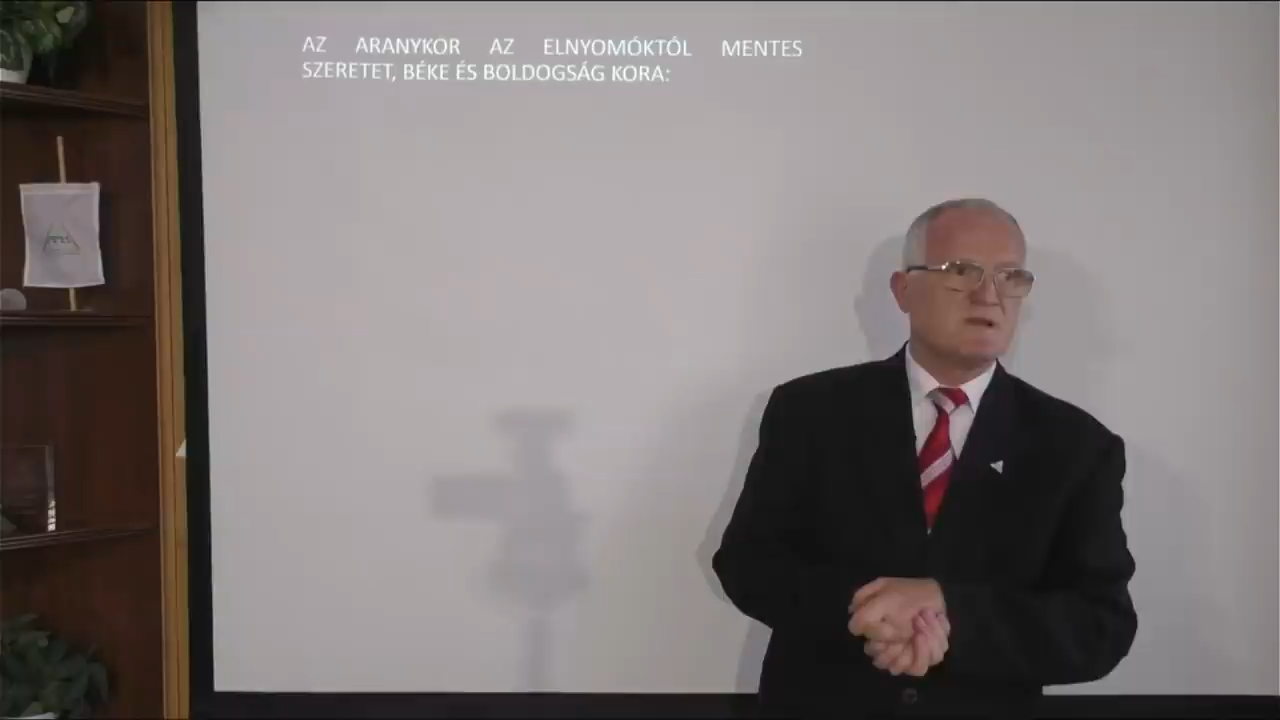 AZ ARANYKOR AZ ELNYOMÓKTÓL MENTES
SZERETET, BÉKE ÉS BOLDOGSÁG KORA: